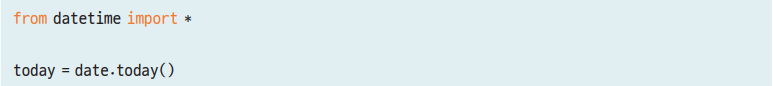 from datetime import *
today = date.today()